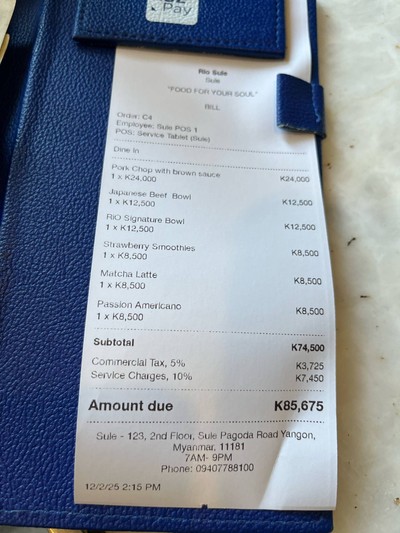 Pay
Rio Sule
Sule
"FOOD FOR YOUR SOUL"
BILL
Order: C4
Employee: Sule POS 1
POS: Service Tablet (Sule)
Dine In
Pork Chop with brown sauce
1 x K24,000 K24,000
Japanese Beef Bowl
1 x K12,500 K12,500
RIO Signature Bowl
1 x K12,500 K12,500
Strawberry Smoothies
1 x K8,500 K8,500
Matcha Latte
1 x K8,500 K8,500
Passion Americano
1 x K8,500 K8,500
Subtotal K74,500
Commercial Tax, 5% K3,725
Service Charges, 10% K7,450
Amount due K85,675
Sule - 123, 2nd Floor, Sule Pagoda Road Yangon,
Myanmar, 11181
7AM- 9PM
Phone: 09407788100
12/2/25 2:15 PM